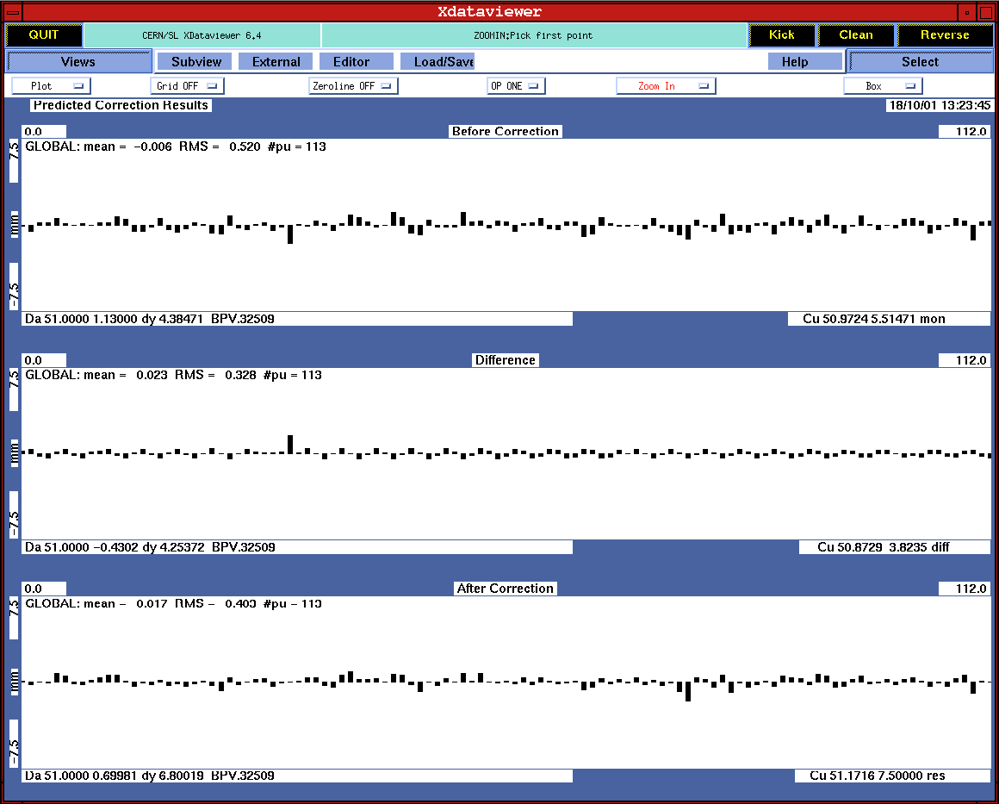 Xdataviewer
QUIT CERN/SL XDataviewer 6.4 ZOOMIN:Pick first point Kick Clean Reverse
Views Subview External Editor Load/Save Help Select
Plot Grid OFF Zeroline OFF OP ONE Zoom In Box
Predicted Correction Results 18/10/01 13:23:45
0.0 Before Correction 112.0
7.5 GLOBAL: mean = -0.006 RMS = 0.520 #pu = 113
mm
-7.5
Da 51.0000 1.13000 dy 4.38471 BPV.32509 Cu 50.9724 5.51471 mon
0.0 Difference 112.0
7.5 GLOBAL: mean = 0.023 RMS = 0.328 #pu = 113
mm
-7.5
Da 51.0000 -0.4302 dy 4.25372 BPV.32509 Cu 50.8729 3.8235 diff
0.0 After Correction 112.0
7.5 GLOBAL: mean = 0.017 RMS = 0.403 #pu = 113
mm
-7.5
Da 51.0000 0.69981 dy 6.80019 BPV.32509 Cu 51.1716 7.50000 res